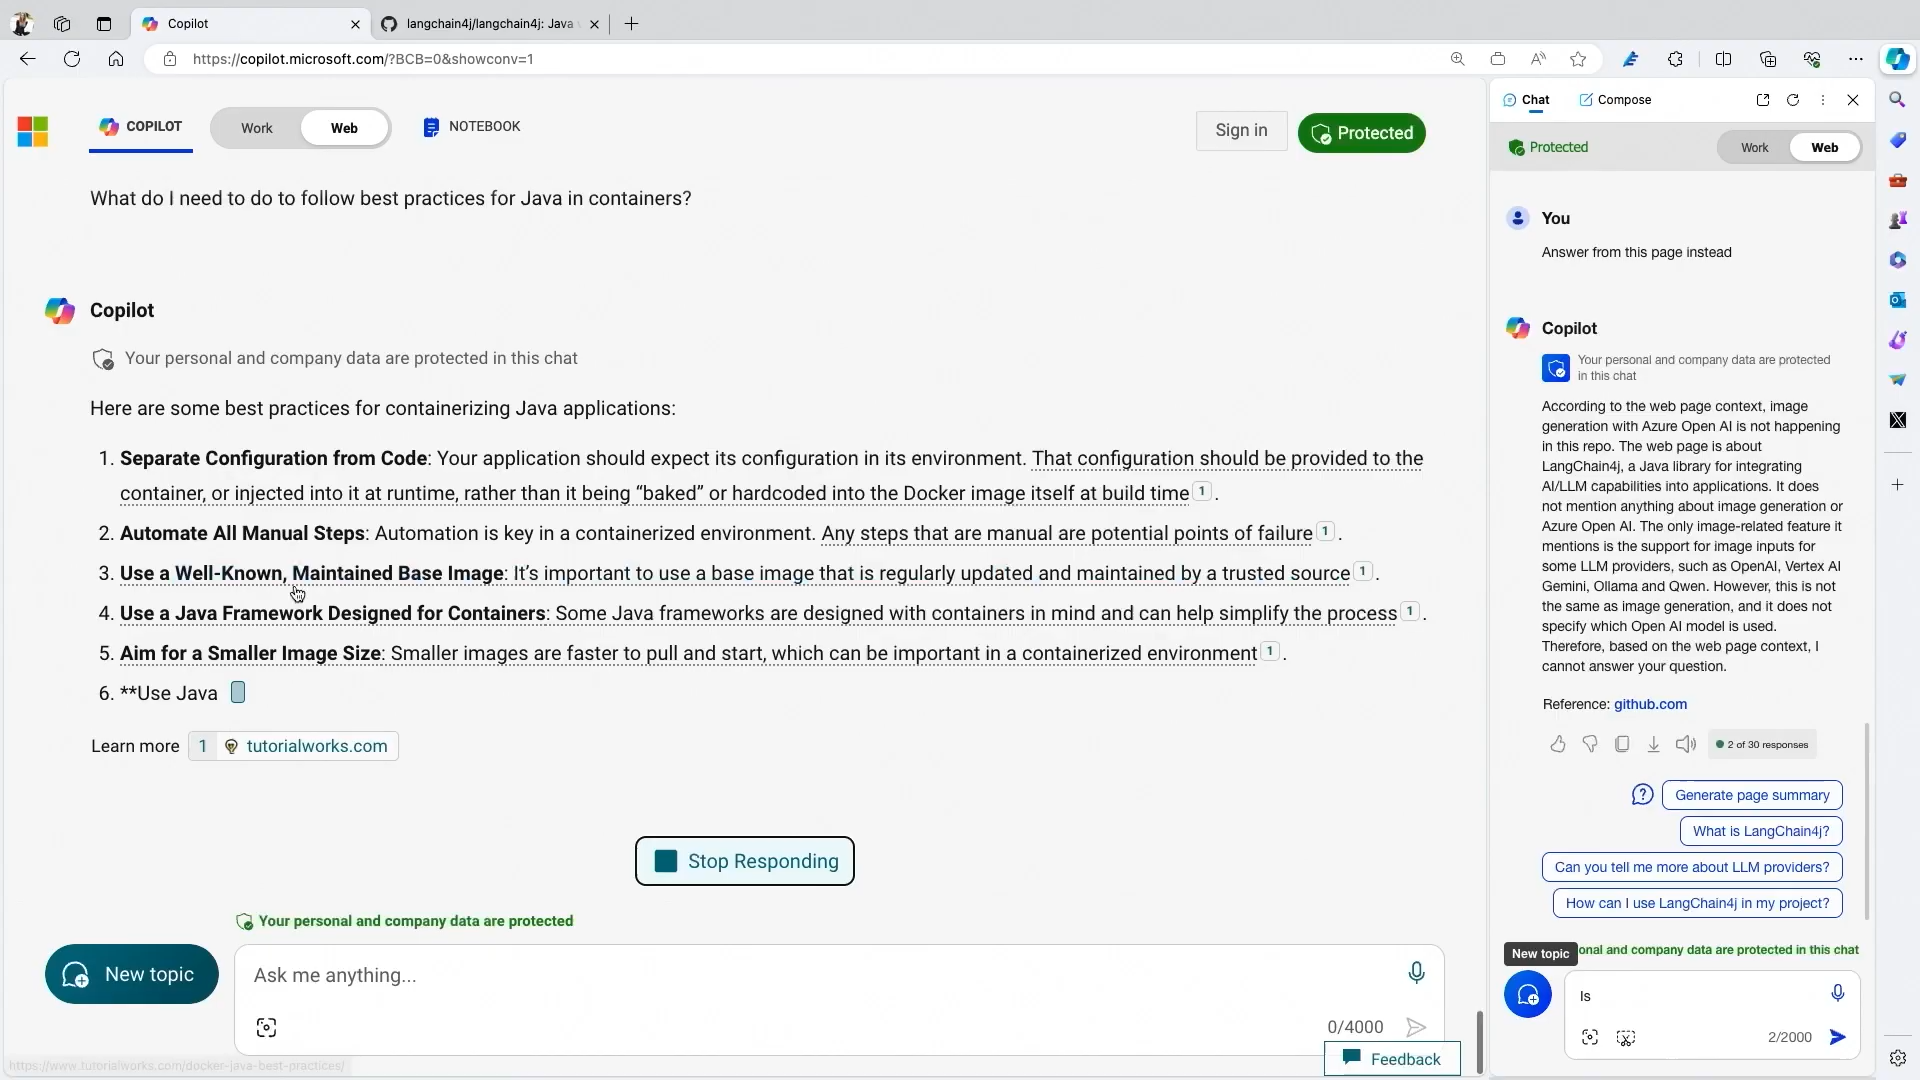 Copilot
langchain4j/langchain4j: Java
https://copilot.microsoft.com/?BCB=0&showconv=1
COPILOT
Work
Web
NOTEBOOK
Sign in
Protected
What do I need to do to follow best practices for Java in containers?
Copilot
Your personal and company data are protected in this chat
Here are some best practices for containerizing Java applications:
1. Separate Configuration from Code: Your application should expect its configuration in its environment. That configuration should be provided to the
container, or injected into it at runtime, rather than it being “baked” or hardcoded into the Docker image itself at build time 1 .
2. Automate All Manual Steps: Automation is key in a containerized environment. Any steps that are manual are potential points of failure 1 .
3. Use a Well-Known, Maintained Base Image: It’s important to use a base image that is regularly updated and maintained by a trusted source 1 .
4. Use a Java Framework Designed for Containers: Some Java frameworks are designed with containers in mind and can help simplify the process 1 .
5. Aim for a Smaller Image Size: Smaller images are faster to pull and start, which can be important in a containerized environment 1 .
6. **Use Java
Learn more 1 tutorialworks.com
Stop Responding
Your personal and company data are protected
New topic
Ask me anything...
0/4000
Feedback
https://www.tutorialworks.com/docker-java-best-practices/
Chat
Compose
Protected
Work
Web
You
Answer from this page instead
Copilot
Your personal and company data are protected
in this chat
According to the web page context, image
generation with Azure Open AI is not happening
in this repo. The web page is about
LangChain4j, a Java library for integrating
AI/LLM capabilities into applications. It does
not mention anything about image generation or
Azure Open AI. The only image-related feature it
mentions is the support for image inputs for
some LLM providers, such as OpenAI, Vertex AI
Gemini, Ollama and Qwen. However, this is not
the same as image generation, and it does not
specify which Open AI model is used.
Therefore, based on the web page context, I
cannot answer your question.
Reference: github.com
2 of 30 responses
Generate page summary
What is LangChain4j?
Can you tell me more about LLM providers?
How can I use LangChain4j in my project?
New topic
onal and company data are protected in this chat
Is
2/2000